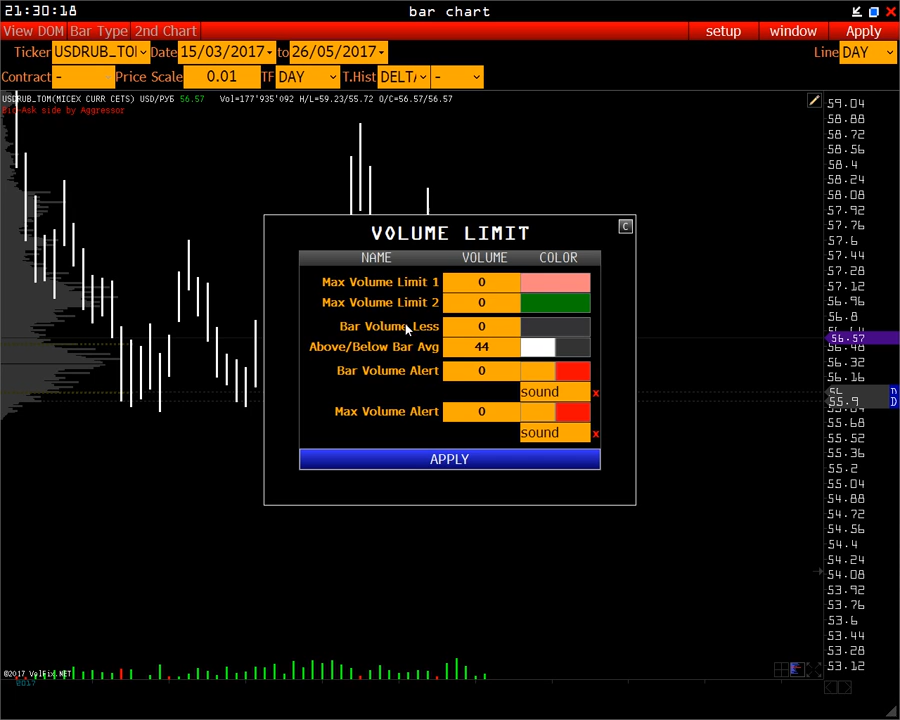 21:30:18 bar chart
View DOM Bar Type 2nd Chart setup window Apply
Ticker Date 15/03/2017 to 26/05/2017 Line DAY
Contract - Price Scale 0.01 TF DAY T.Hist -
USDRUB_TOM(MICEX CURR CETS) USD/РУБ 56.57 Vol=177'935'092 H/L=59.23/55.72 O/C=56.57/56.57
Bid-Ask side by Aggressor
VOLUME LIMIT
C
NAME VOLUME COLOR
Max Volume Limit 1 0
Max Volume Limit 2 0
Bar Volume Less 0
Above/Below Bar Avg 44
Bar Volume Alert 0
sound x
Max Volume Alert 0
sound x
APPLY
59.04
58.88
58.72
58.56
58.4
58.24
58.08
57.92
57.76
57.6
57.44
57.28
57.12
56.96
56.8
56.57
56.48
56.32
56.16
D
55.9 D
55.68
55.52
55.36
55.2
55.04
54.88
54.72
54.56
54.4
54.24
54.08
53.92
53.76
53.6
53.44
53.28
53.12
©2017 VolFix.NET
2017